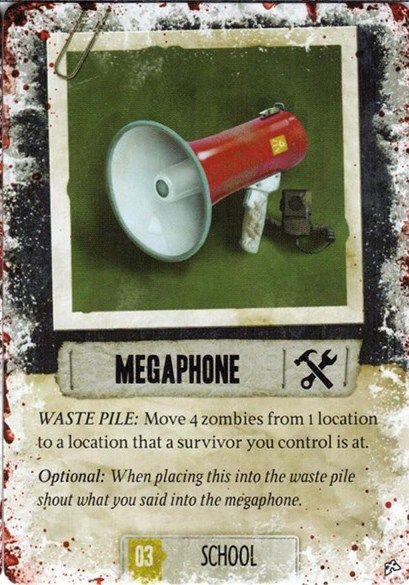 MEGAPHONE
WASTE PILE: Move 4 zombies from 1 location
to a location that a survivor you control is at.
Optional: When placing this into the waste pile
shout what you said into the megaphone.
03 SCHOOL